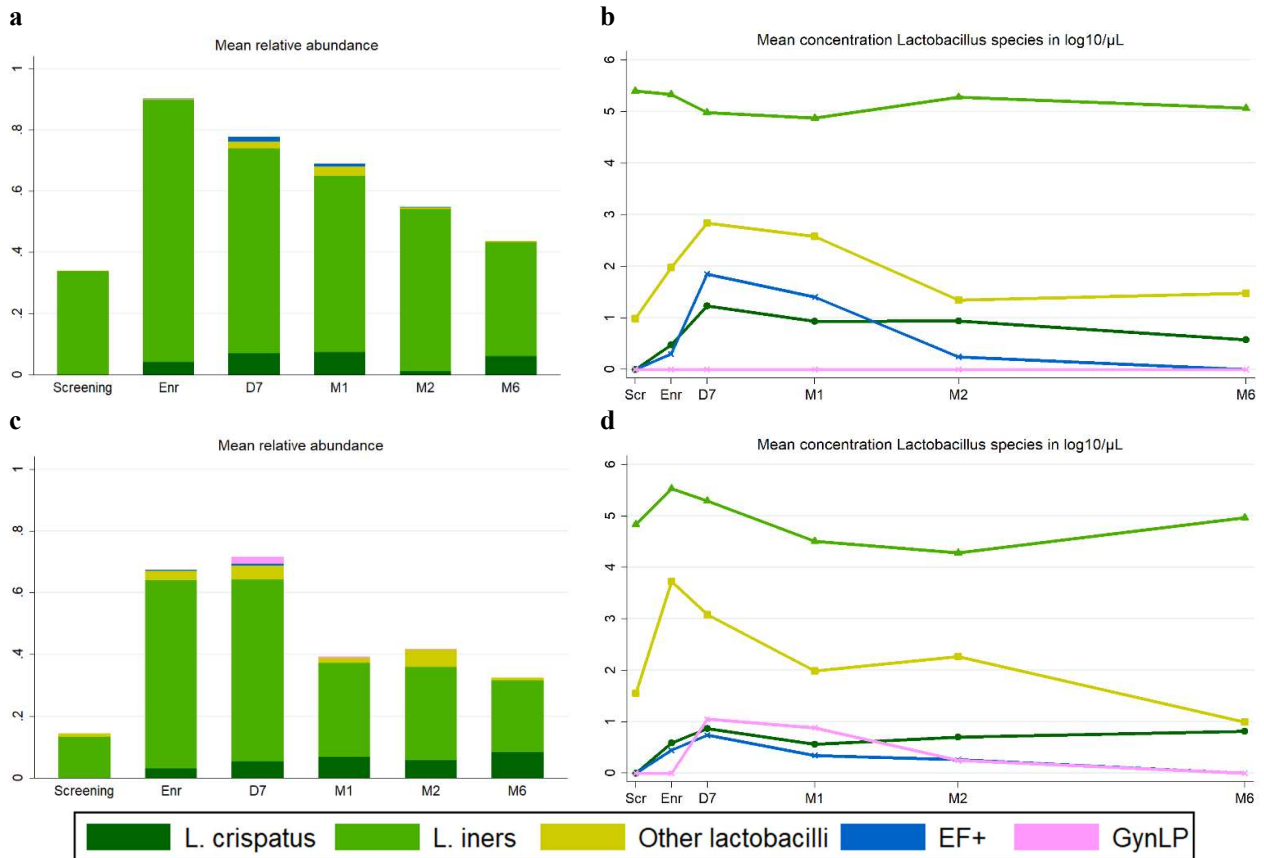 a
Mean relative abundance
1
.8
.6
.4
.2
0
Screening Enr D7 M1 M2 M6
b
Mean concentration Lactobacillus species in log10/µL
6
5
4
3
2
1
0
Scr Enr D7 M1 M2 M6
c
Mean relative abundance
1
.8
.6
.4
.2
0
Screening Enr D7 M1 M2 M6
d
Mean concentration Lactobacillus species in log10/µL
6
5
4
3
2
1
0
Scr Enr D7 M1 M2 M6
L. crispatus L. iners Other lactobacilli EF+ GynLP